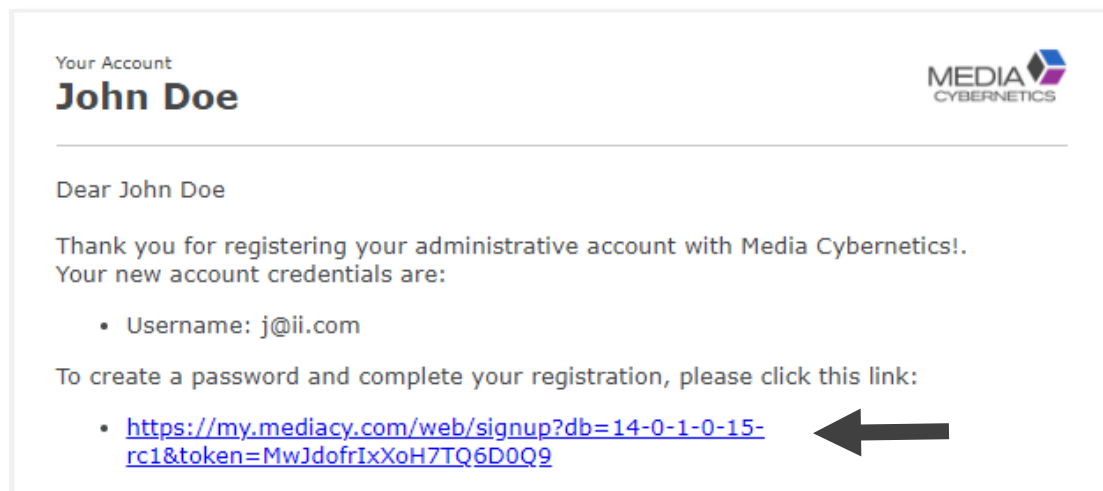 Your Account
John Doe
MEDIA
CYBERNETICS
Dear John Doe
Thank you for registering your administrative account with Media Cybernetics!.
Your new account credentials are:
• Username: j@ii.com
To create a password and complete your registration, please click this link:
• https://my.mediacy.com/web/signup?db=14-0-1-0-15-
rc1&token=MwJdofrIxXoH7TQ6D0Q9